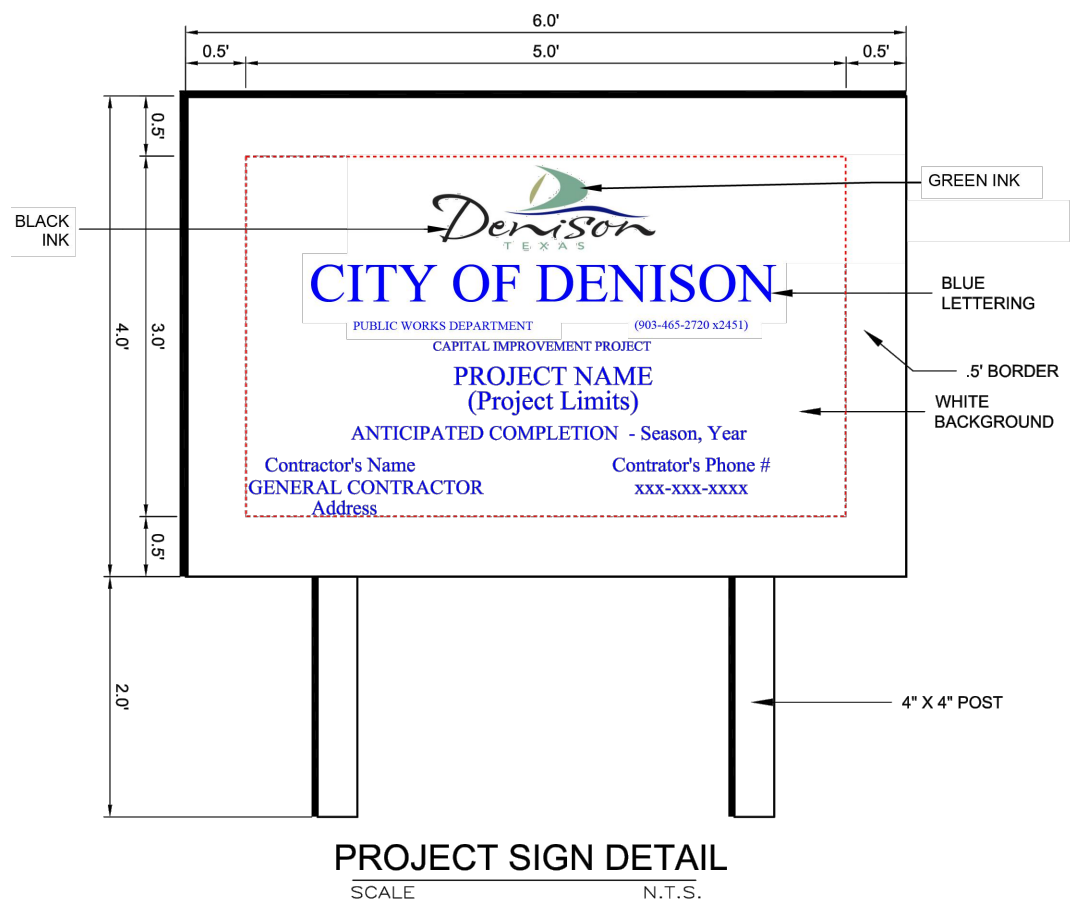 6.0'
0.5' 5.0' 0.5'
0.5'
GREEN INK
BLACK
INK
Denison
TEXAS
CITY OF DENISON
BLUE
LETTERING
PUBLIC WORKS DEPARTMENT (903-465-2720 x2451)
4.0' 3.0'
CAPITAL IMPROVEMENT PROJECT
.5' BORDER
PROJECT NAME
(Project Limits)
WHITE
BACKGROUND
ANTICIPATED COMPLETION - Season, Year
Contractor's Name Contrator's Phone #
GENERAL CONTRACTOR xxx-xxx-xxxx
Address
0.5'
2.0'
4" X 4" POST
PROJECT SIGN DETAIL
SCALE N.T.S.